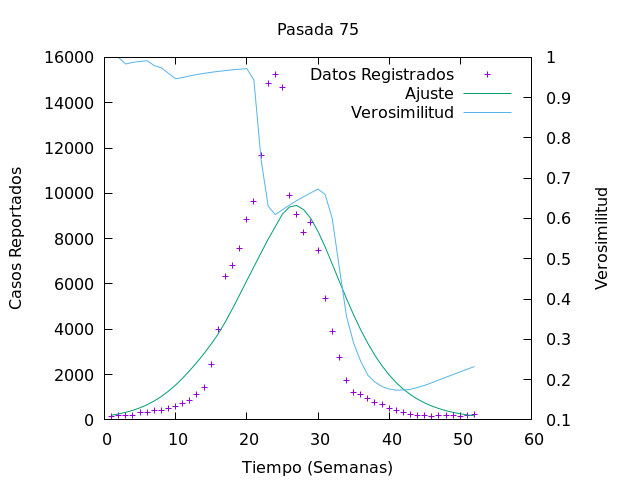 Pasada 75
16000
14000
12000
10000
8000
6000
4000
2000
0
Casos Reportados
Datos Registrados
Ajuste
Verosimilitud
1
0.9
0.8
0.7
0.6
0.5
0.4
0.3
0.2
0.1
Verosimilitud
0 10 20 30 40 50 60
Tiempo (Semanas)